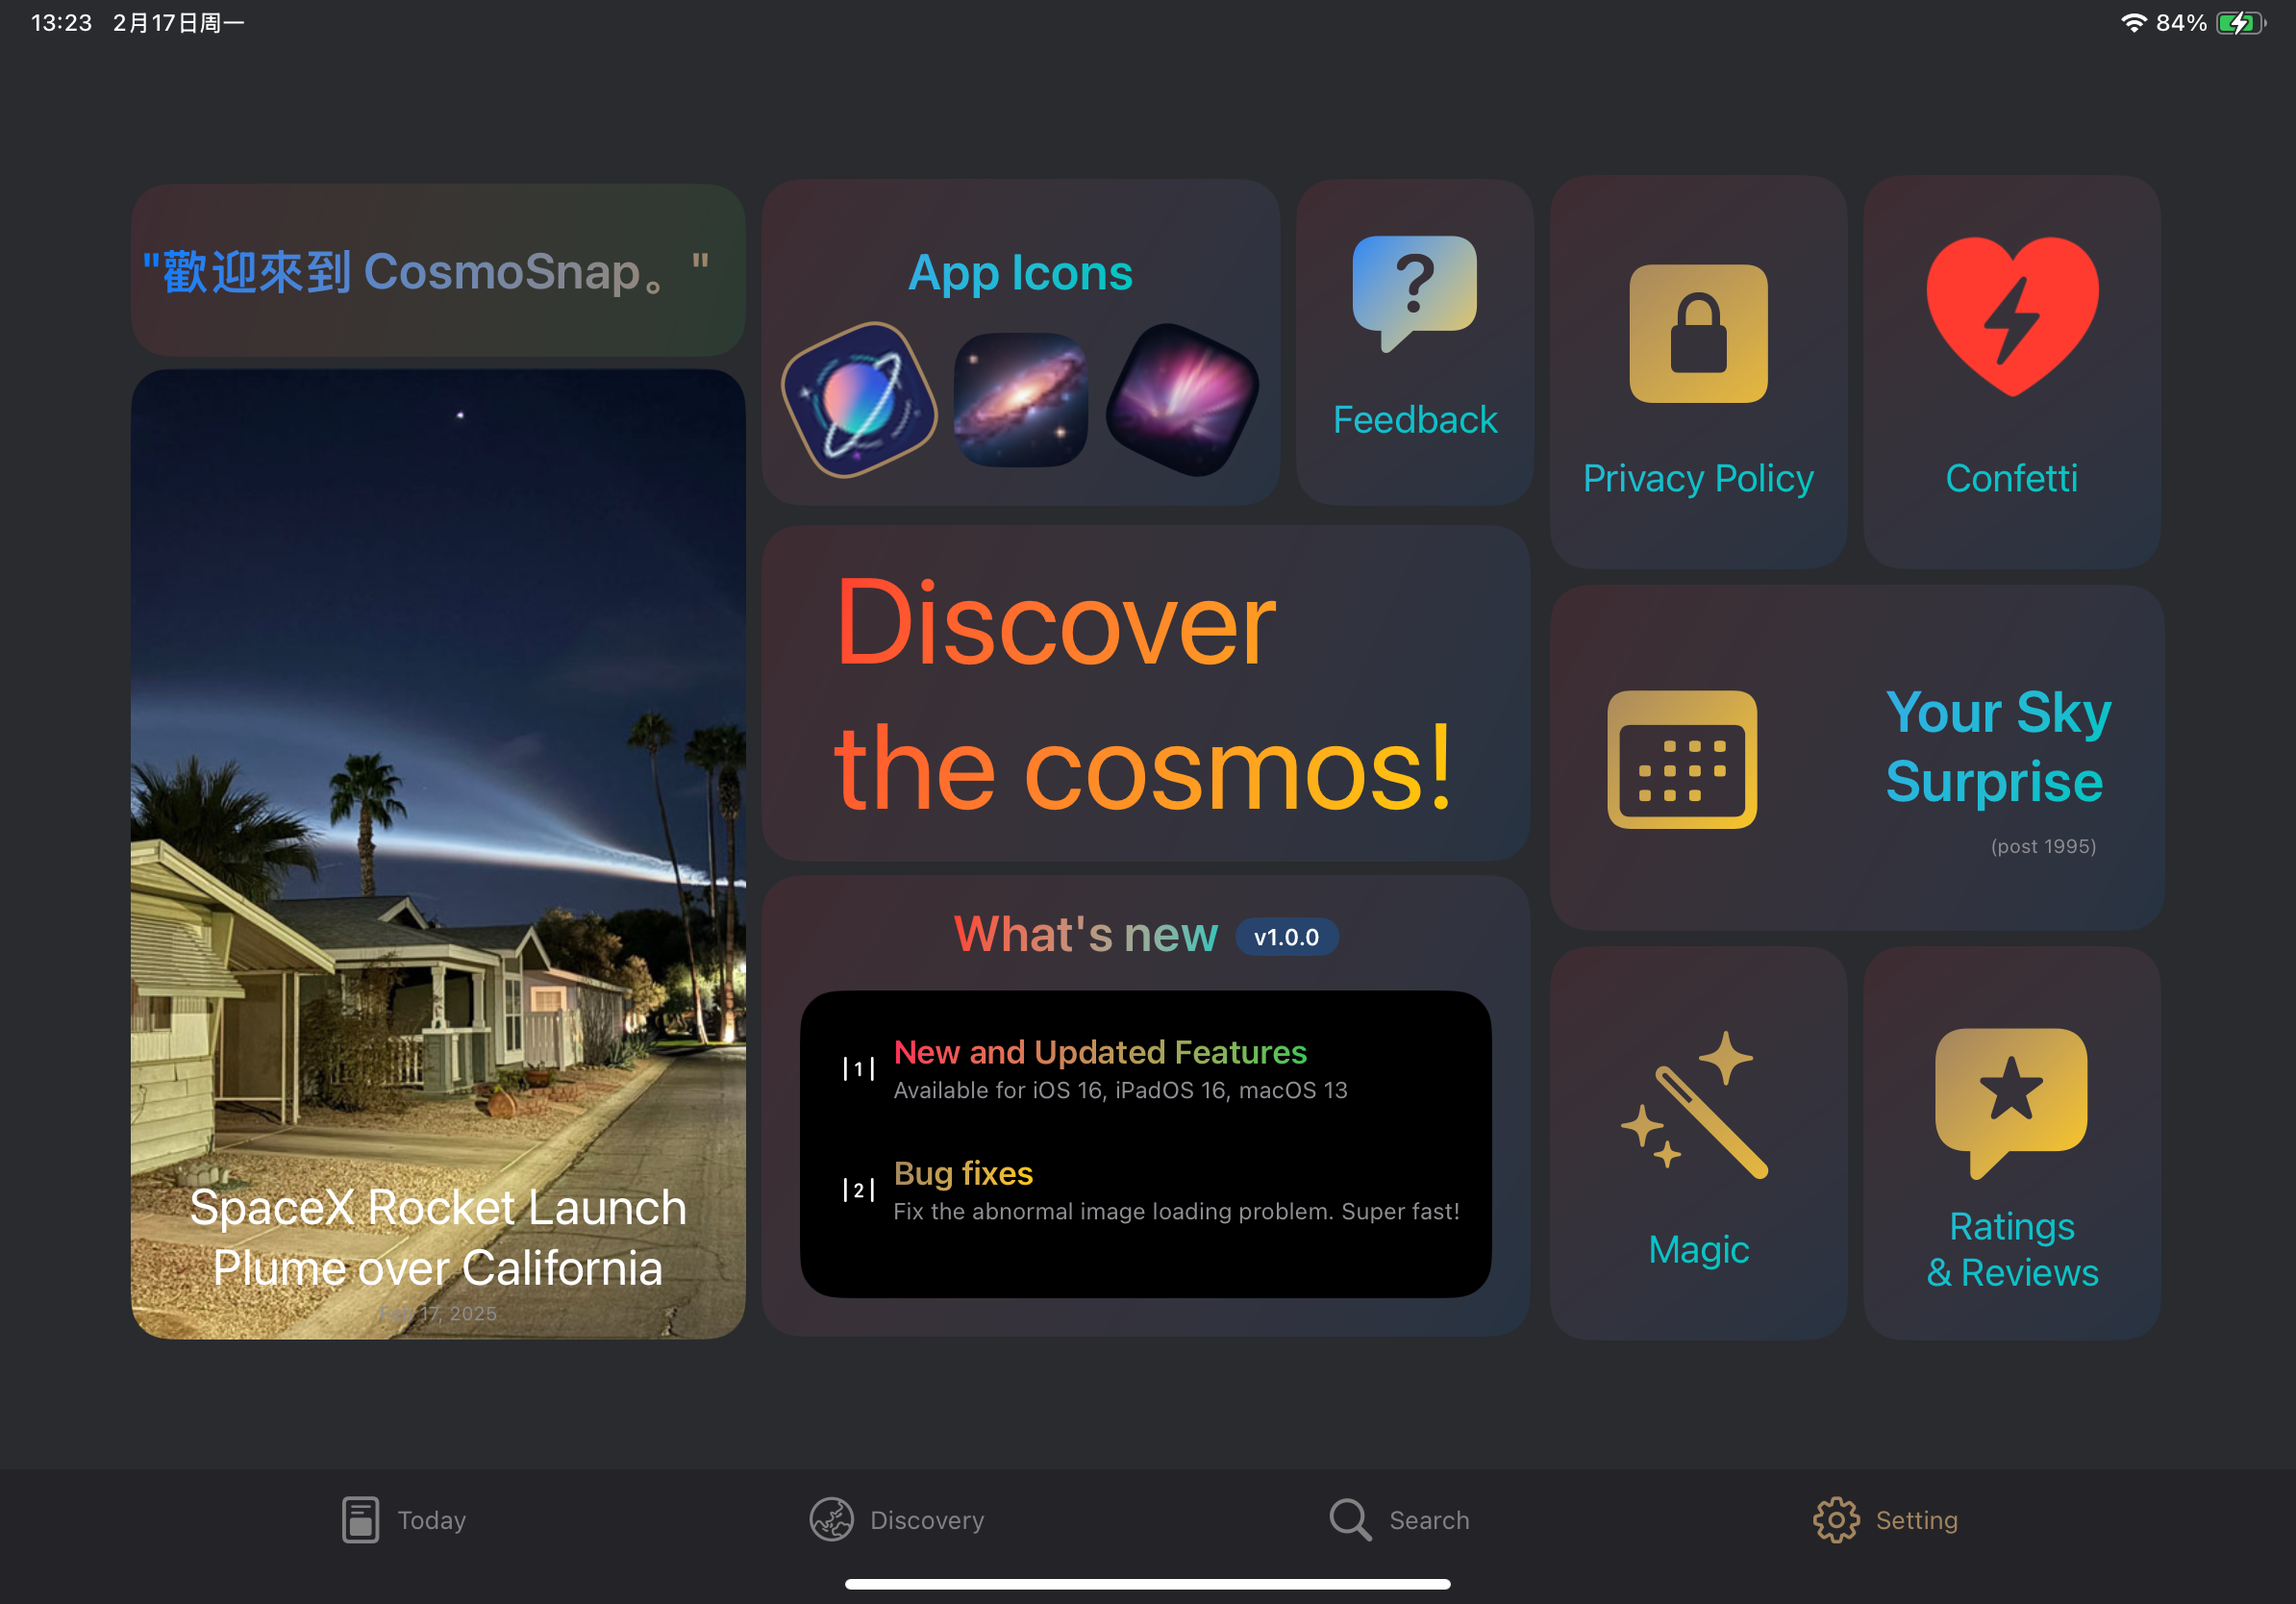 13:23 2月17日周一
84%
"歡迎來到 CosmoSnap。"
SpaceX Rocket Launch
Plume over California
17, 2025
App Icons
Feedback
Discover
the cosmos!
What's new v1.0.0
1 New and Updated Features
Available for iOS 16, iPadOS 16, macOS 13
2 Bug fixes
Fix the abnormal image loading problem. Super fast!
Privacy Policy
Confetti
Your Sky
Surprise
(post 1995)
Magic
Ratings
& Reviews
Today
Discovery
Search
Setting